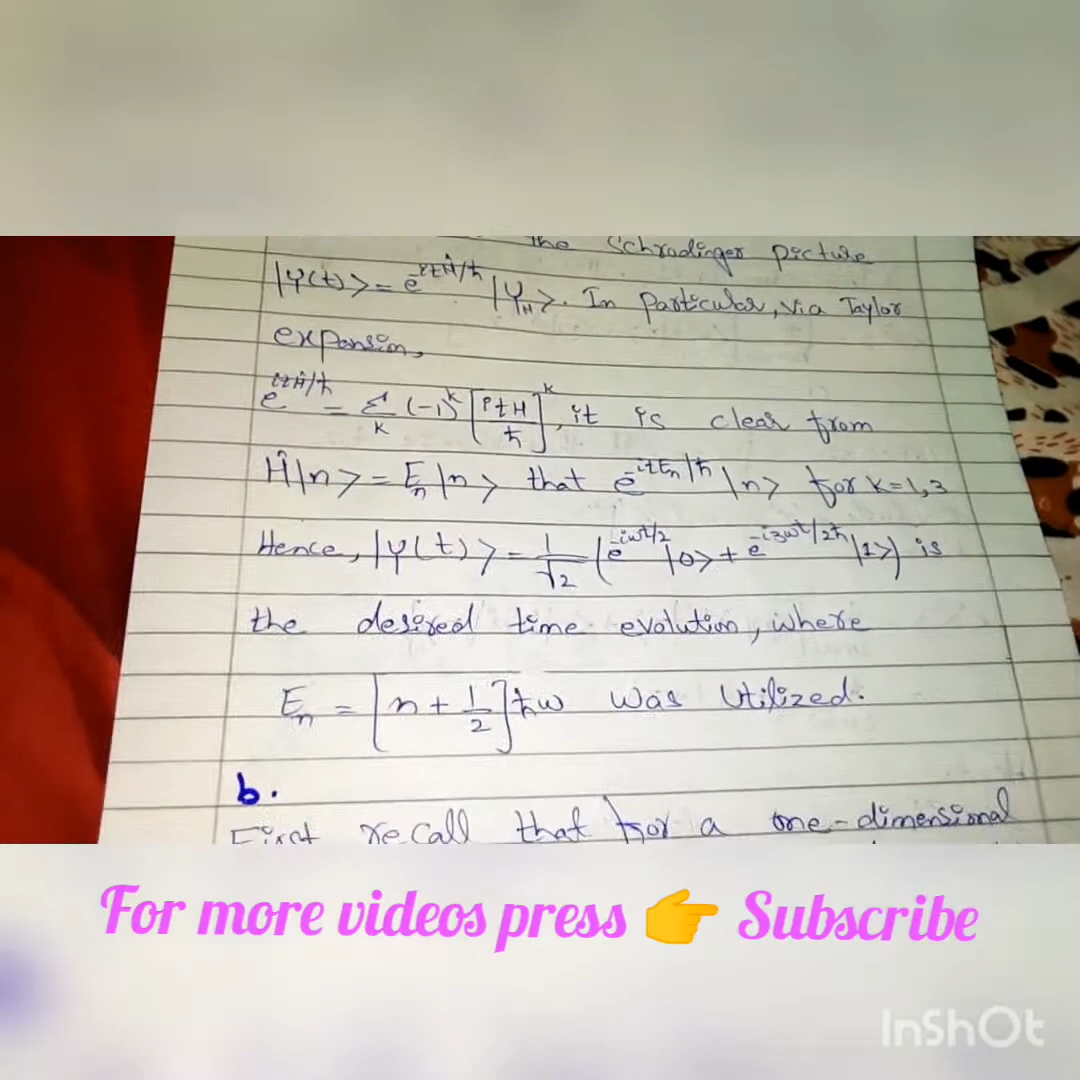 the Schrodinger picture
|Ψ(t)> = e^-itĤ/ħ |Ψ_H>. In particular, via Taylor
expansion,
e^-itĤ/ħ = Σ_k (-1)^k [itH/ħ]^k, it is clear from
Ĥ|n> = E_n|n> that e^-itE_n/ħ |n> for k=1,3
Hence, |Ψ(t)> = 1/√2 (e^-iωt/2 |0> + e^-i3ωt/2ħ |1>) is
the desired time evolution, where
E_n = [n + 1/2]ħω was utilized.
b.
First recall that for a one-dimensional
For more videos press 👉 Subscribe
InShOt